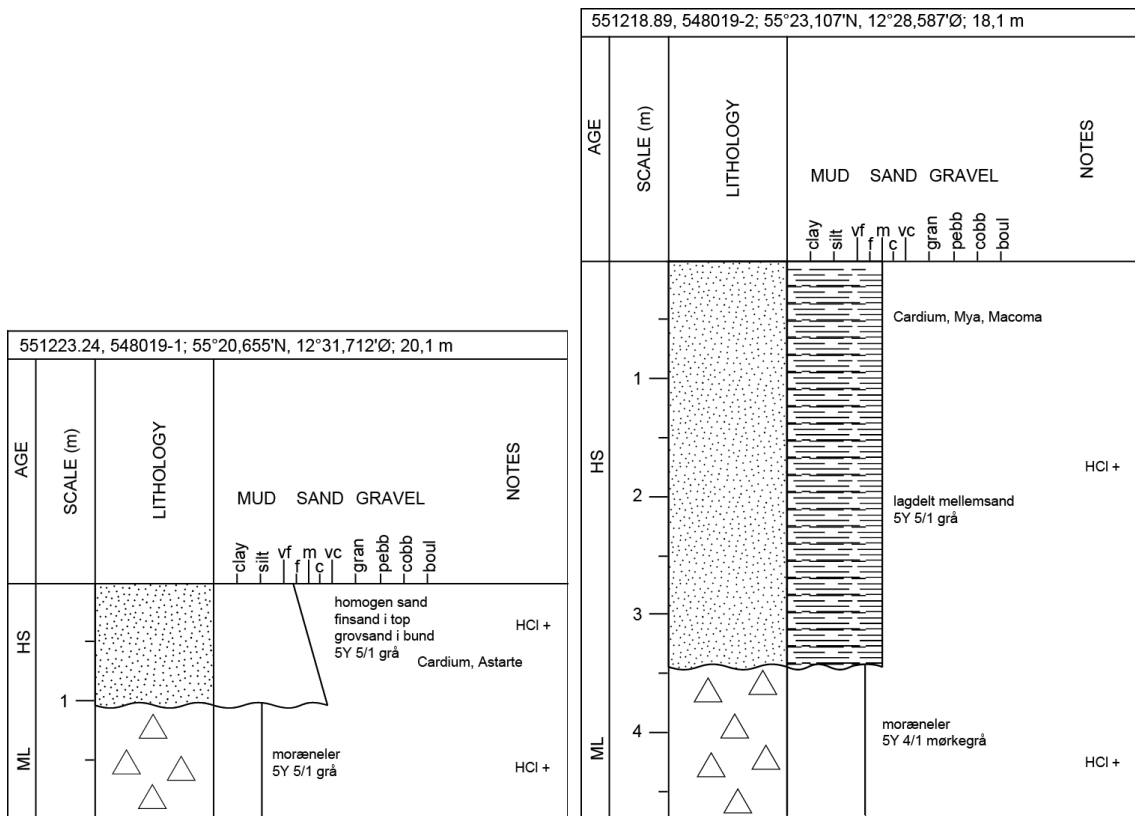 551223.24, 548019-1; 55°20,655'N, 12°31,712'Ø; 20,1 m
AGE
SCALE (m)
LITHOLOGY
MUD SAND GRAVEL
NOTES
clay
silt
vf
f
m
c
vc
gran
pebb
cobb
boul
HS
homogen sand
finsand i top
grovsand i bund
5Y 5/1 grå
HCl +
Cardium, Astarte
1
ML
moræneler
5Y 5/1 grå
HCl +
551218.89, 548019-2; 55°23,107'N, 12°28,587'Ø; 18,1 m
AGE
SCALE (m)
LITHOLOGY
MUD SAND GRAVEL
NOTES
clay
silt
vf
f
m
c
vc
gran
pebb
cobb
boul
Cardium, Mya, Macoma
1
HS
HCl +
2
lagdelt mellemsand
5Y 5/1 grå
3
4
ML
moræneler
5Y 4/1 mørkegrå
HCl +